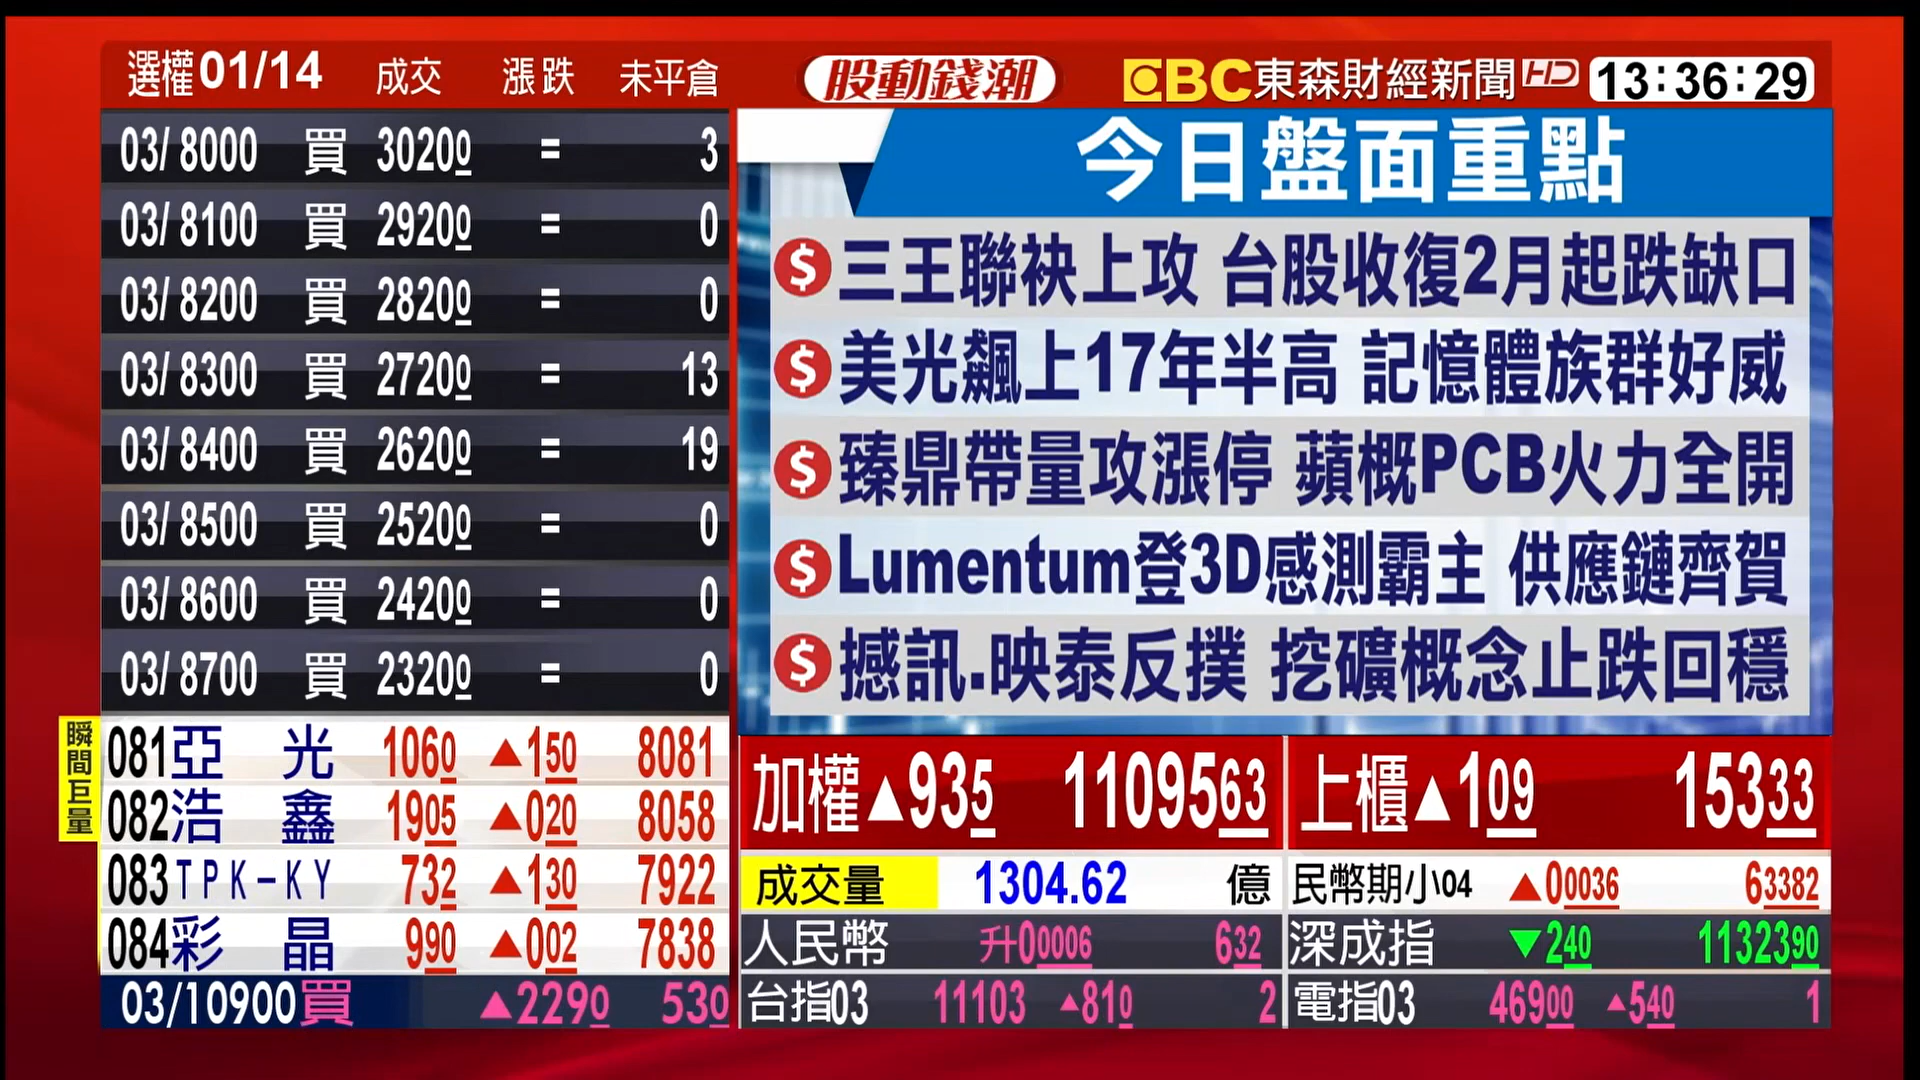 選權01/14 成交 漲跌 未平倉
股動錢潮
EBC東森財經新聞HD 13:36:29
03/ 8000 買 30200 = 3
03/ 8100 買 29200 = 0
03/ 8200 買 28200 = 0
03/ 8300 買 27200 = 13
03/ 8400 買 26200 = 19
03/ 8500 買 25200 = 0
03/ 8600 買 24200 = 0
03/ 8700 買 23200 = 0
瞬間巨量
081亞光 1060 ▲150 8081
082浩鑫 1905 ▲020 8058
083TPK-KY 732 ▲130 7922
084彩晶 990 ▲002 7838
03/10900買 ▲2290 530
今日盤面重點
三王聯袂上攻 台股收復2月起跌缺口
美光飆上17年半高 記憶體族群好威
臻鼎帶量攻漲停 蘋概PCB火力全開
Lumentum登3D感測霸主 供應鏈齊賀
撼訊.映泰反撲 挖礦概念止跌回穩
加權▲935 1109563
上櫃▲109 15333
成交量 1304.62 億
民幣期小04 ▲00036 63382
人民幣 升00006 632
深成指 ▼240 1132390
台指03 11103 ▲810 2
電指03 46900 ▲540 1